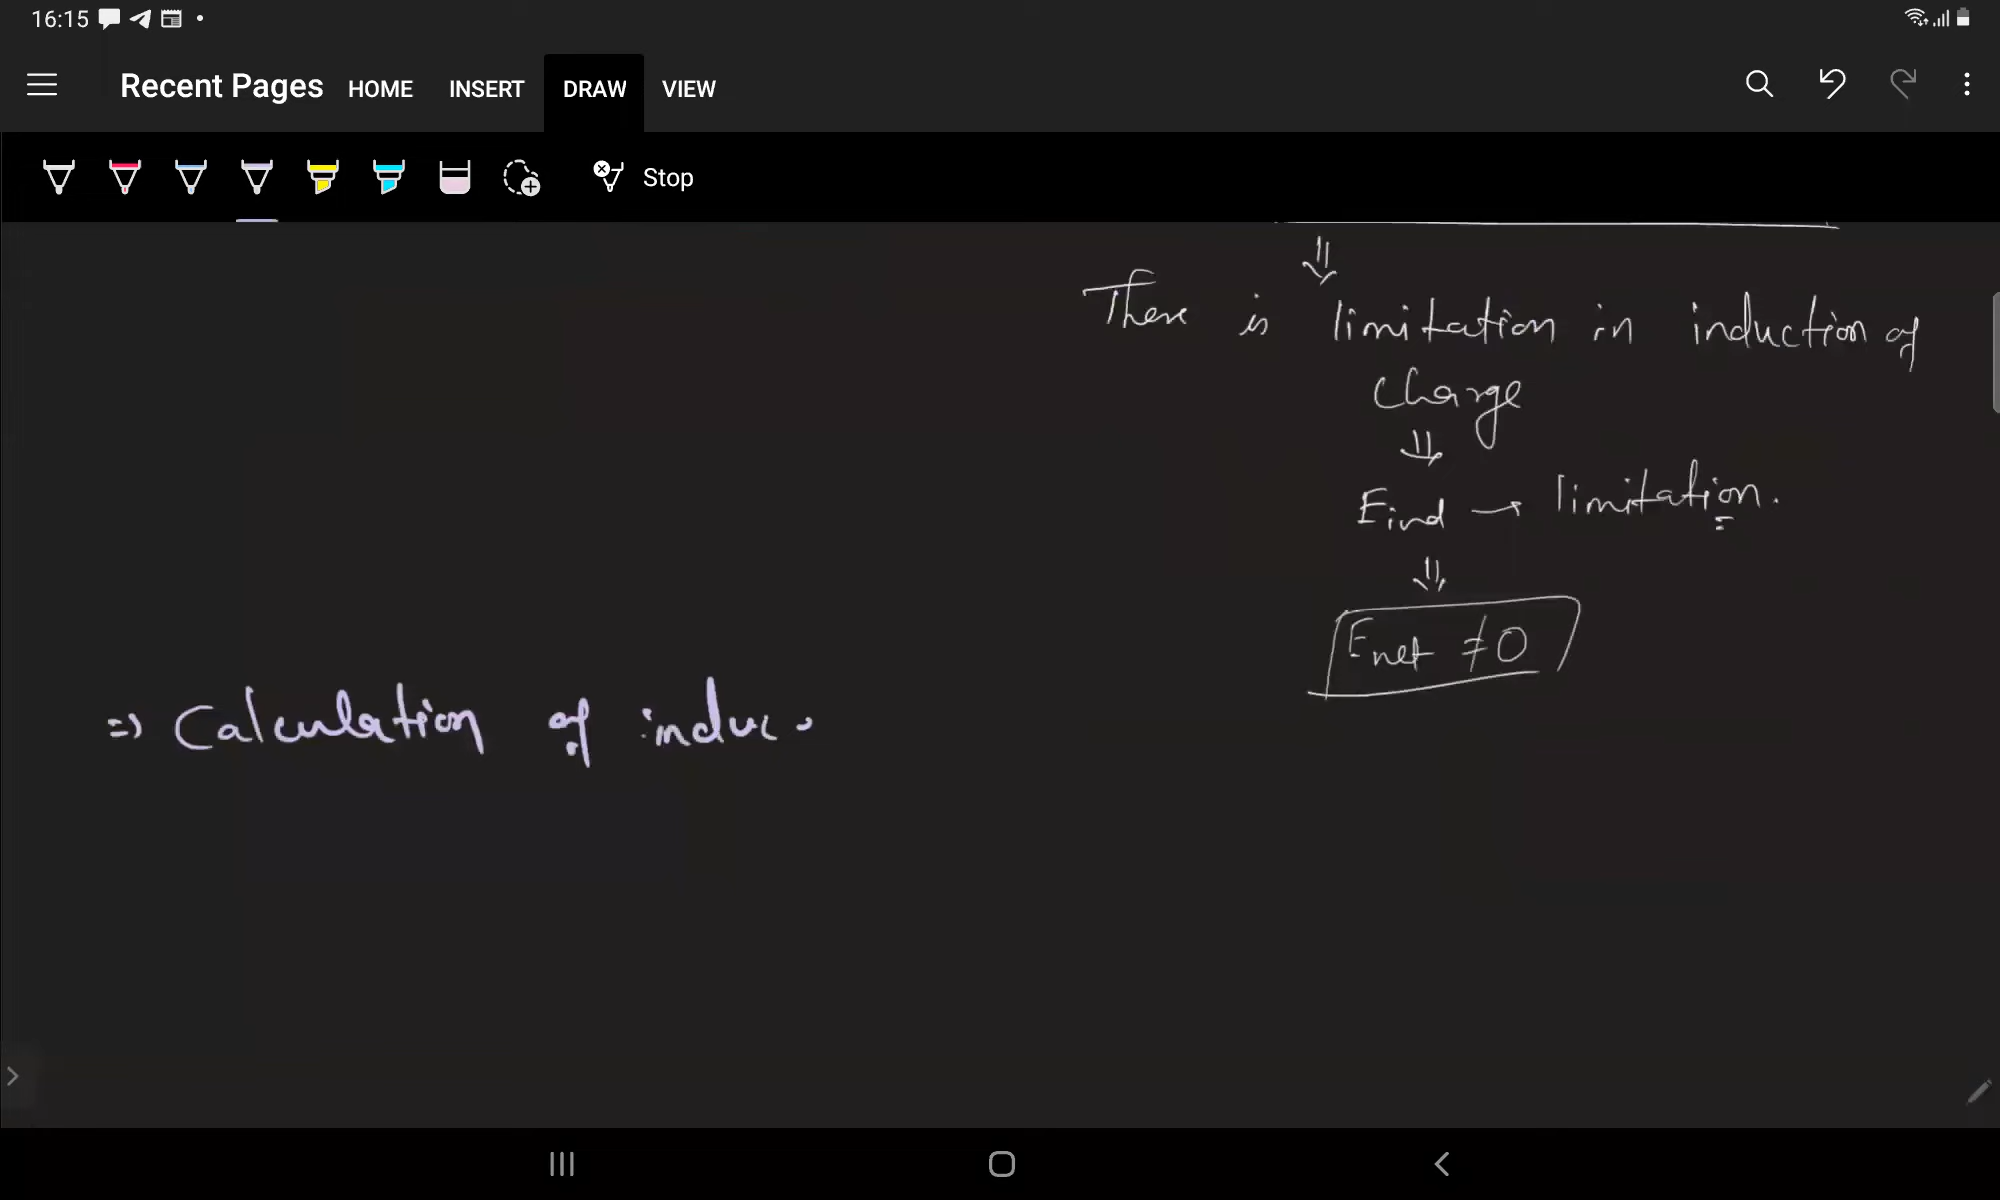 16:15
Recent Pages HOME INSERT DRAW VIEW
Stop
There is limitation in induction of
Charge
Eind → limitation.
Enet ≠ 0
=> Calculation of induc